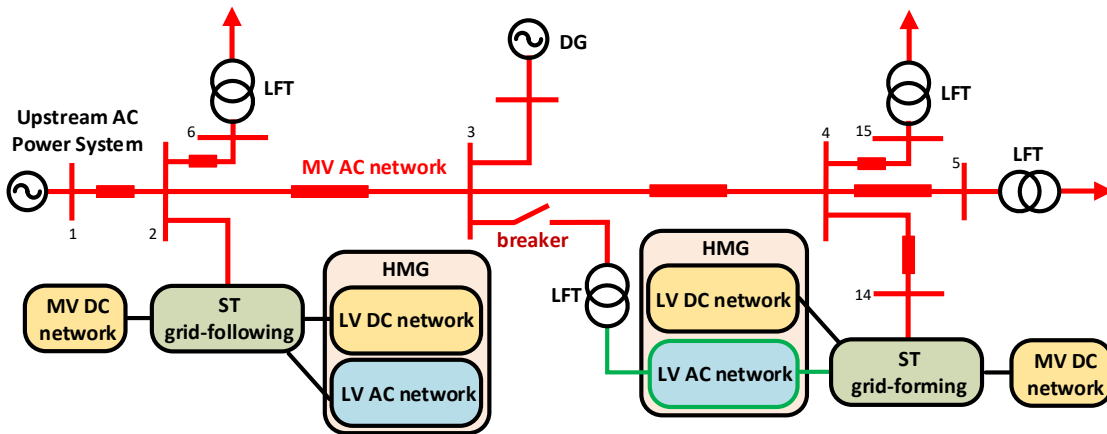 DG
LFT
LFT
Upstream AC
Power System
6
3
4
15
5
LFT
MV AC network
1
2
breaker
HMG
HMG
LFT
14
MV DC
network
ST
grid-following
LV DC network
LV AC network
LV DC network
LV AC network
ST
grid-forming
MV DC
network